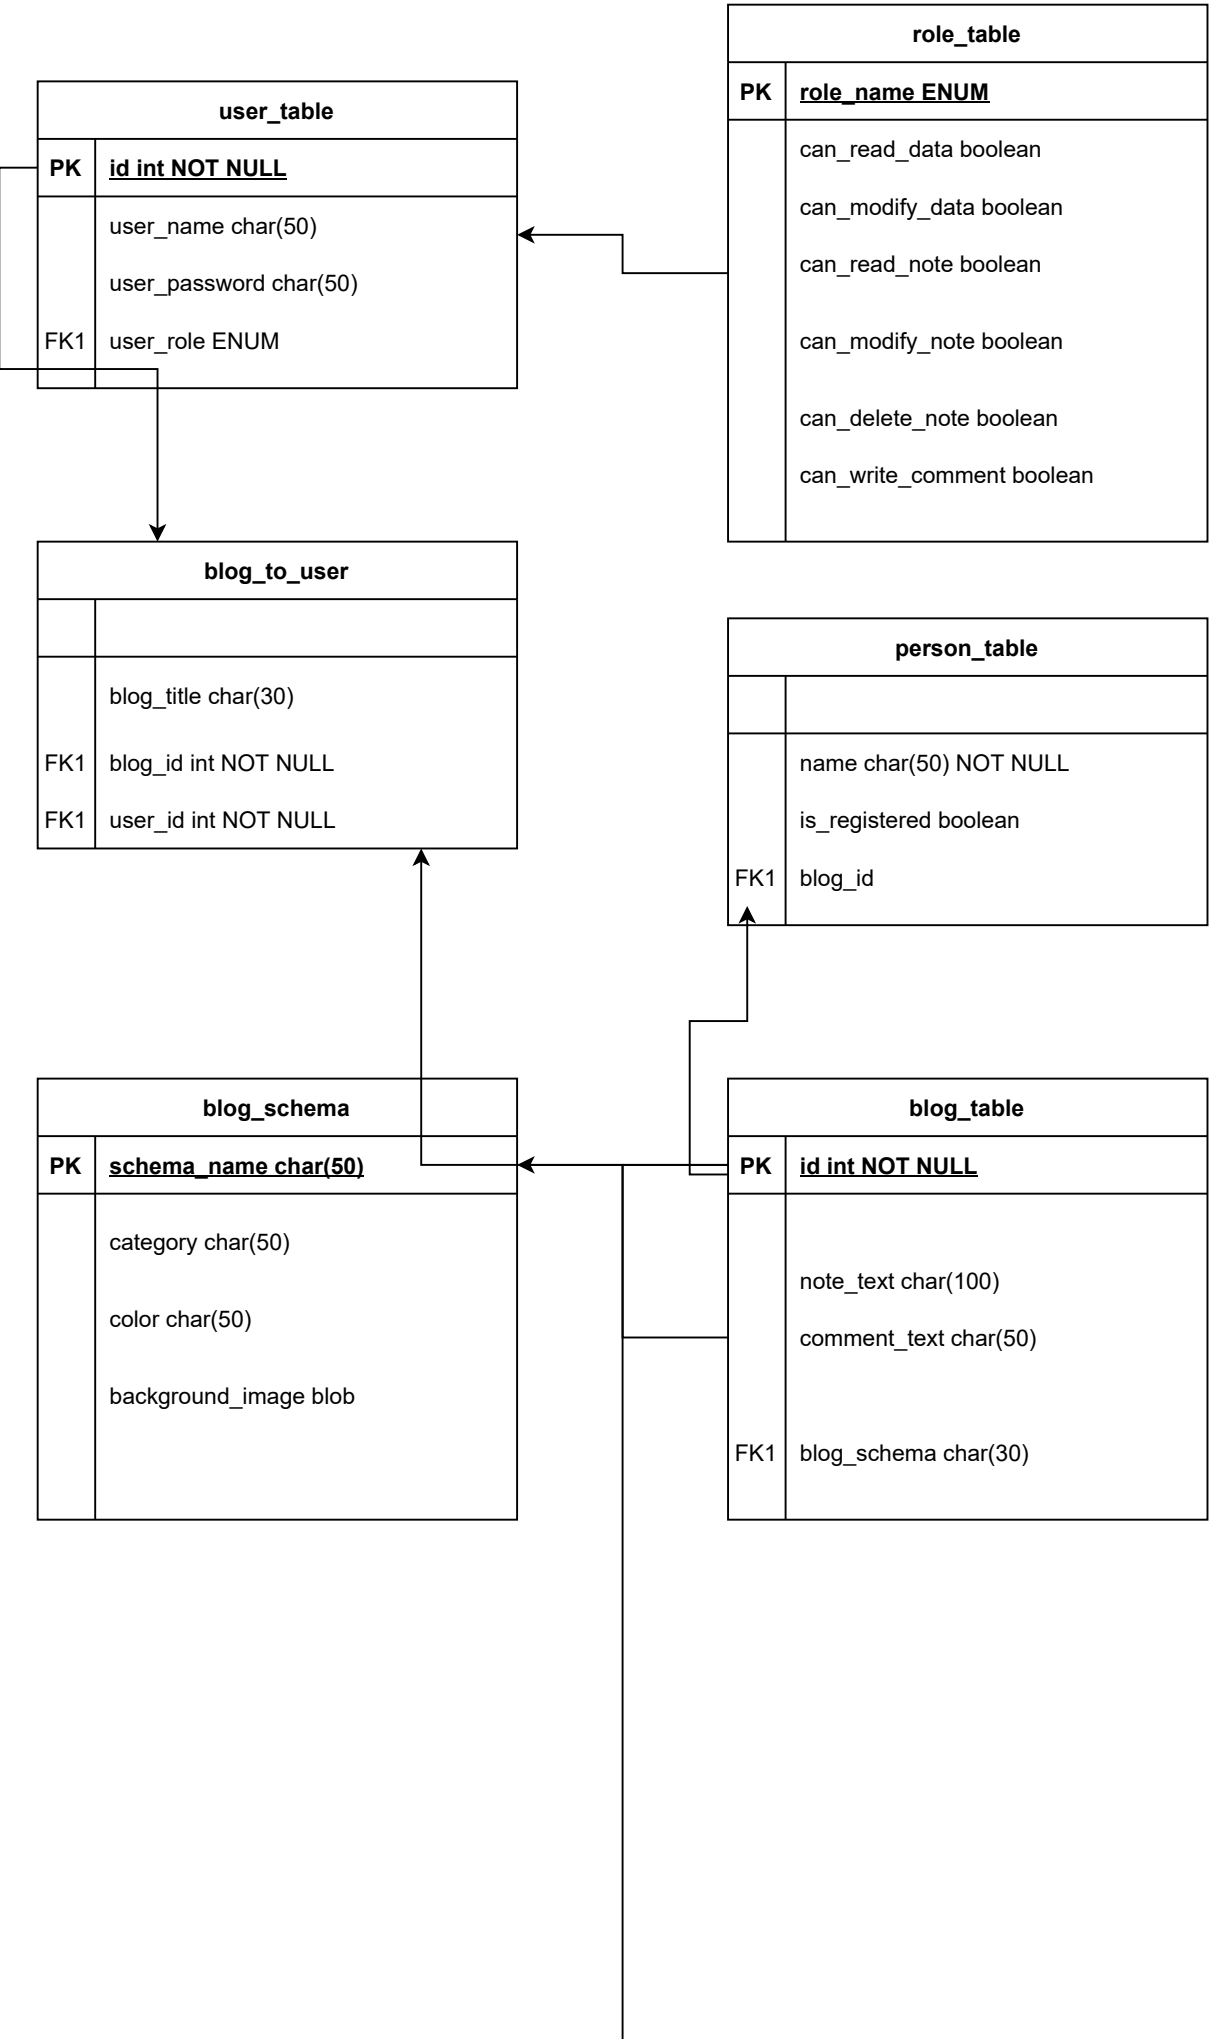 role_table
PK role_name ENUM
can_read_data boolean
can_modify_data boolean
can_read_note boolean
can_modify_note boolean
can_delete_note boolean
can_write_comment boolean
user_table
PK id int NOT NULL
user_name char(50)
user_password char(50)
FK1 user_role ENUM
blog_to_user
blog_title char(30)
FK1 blog_id int NOT NULL
FK1 user_id int NOT NULL
person_table
name char(50) NOT NULL
is_registered boolean
FK1 blog_id
blog_schema
PK schema_name char(50)
category char(50)
color char(50)
background_image blob
blog_table
PK id int NOT NULL
note_text char(100)
comment_text char(50)
FK1 blog_schema char(30)